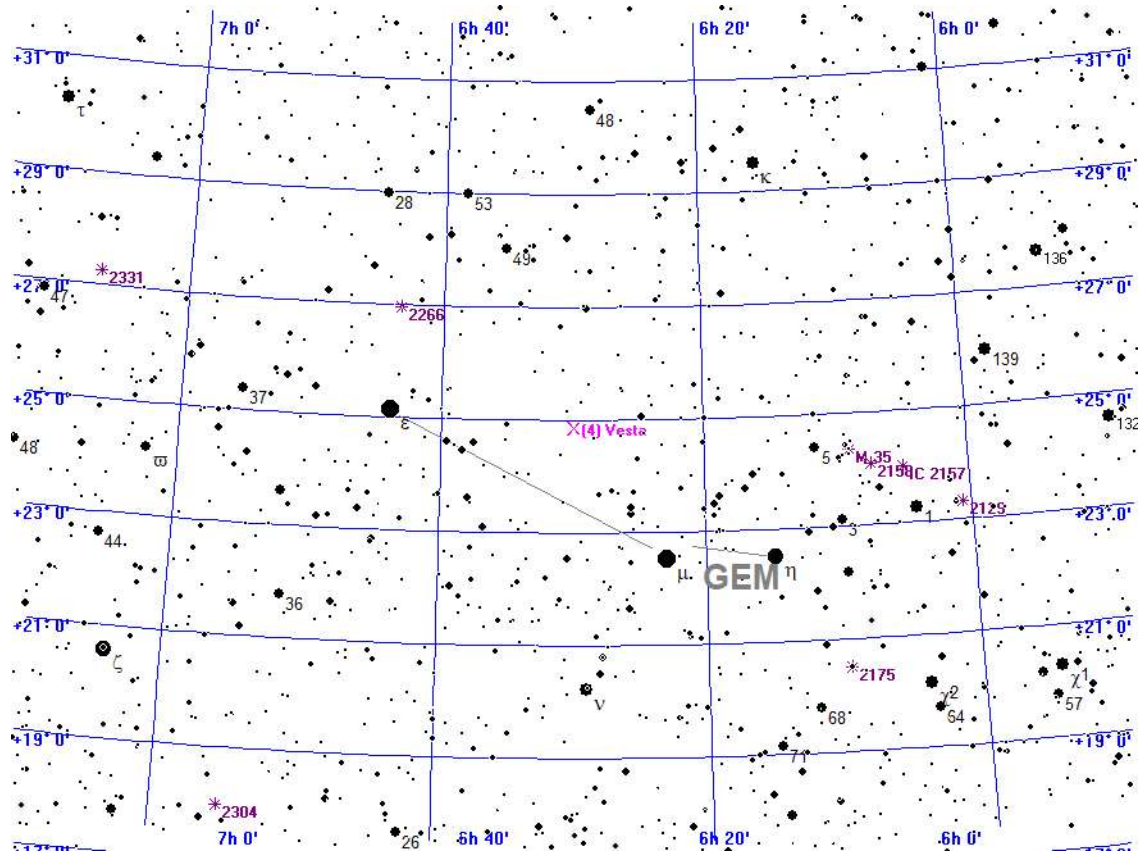 7h 0' 6h 40' 6h 20' 6h 0'
+31° 0' +31° 0'
τ
48
κ
+29° 0' +29° 0'
28 53
49 136
2331
+27° 0' +27° 0'
47
2266
139
37
+25° 0' +25° 0'
ε 132
(4) Vesta
48 ϖ 5 M 35
2158 IC 2157
2129
1
+23° 0' +23° 0'
3
44
μ GEM η
36
+21° 0' +21° 0'
ζ
2175 χ1
ν χ2 57
68 64
+19° 0' +19° 0'
71
2304
7h 0' 6h 40' 6h 20' 6h 0'
26
+17° 0' +17° 0'